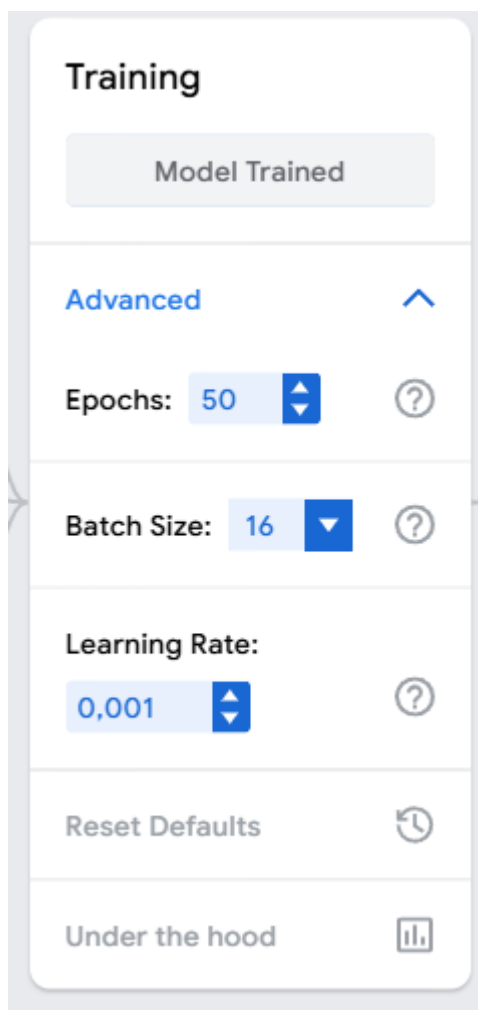 Training
Model Trained
Advanced
Epochs: 50
Batch Size: 16
Learning Rate:
0,001
Reset Defaults
Under the hood